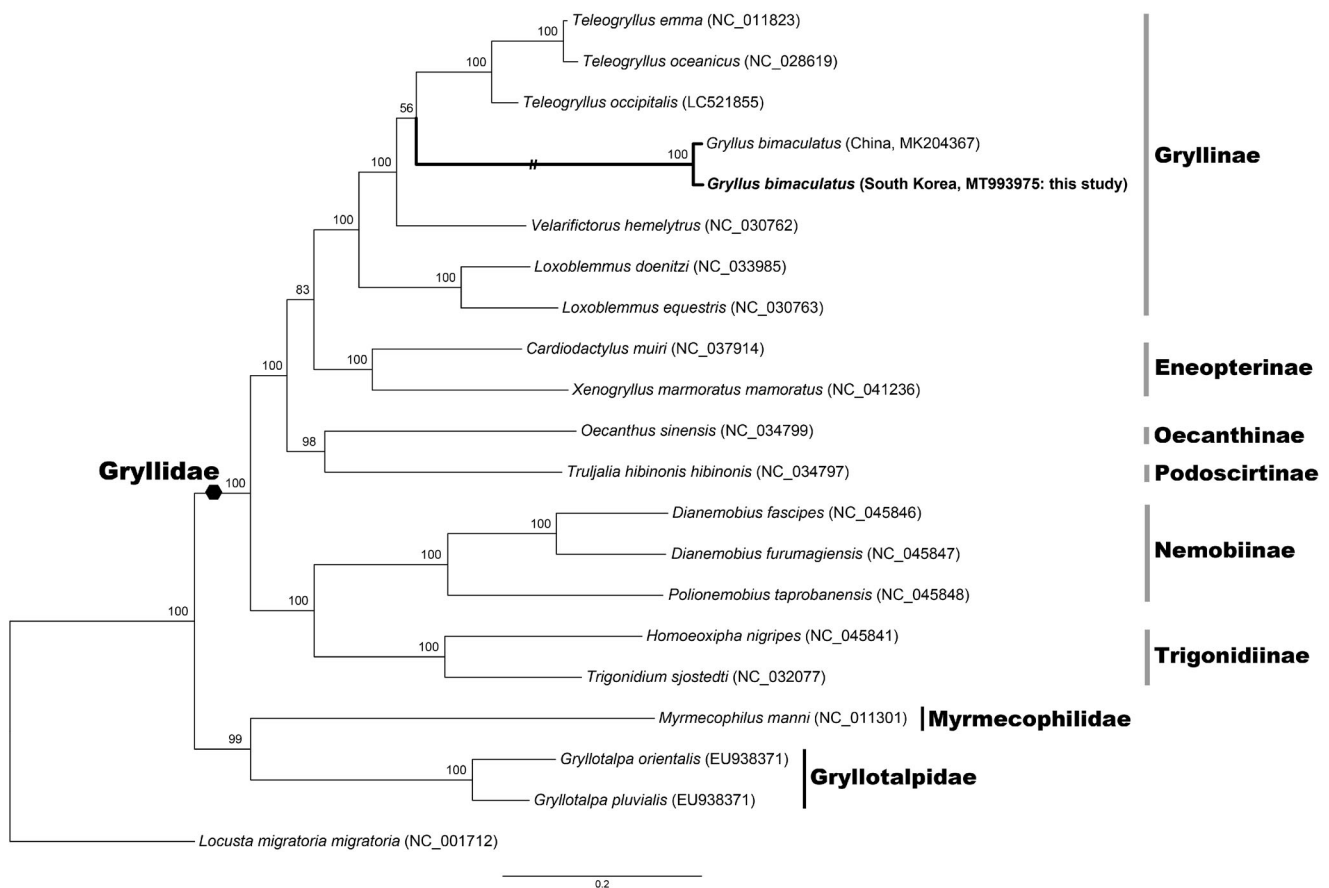 Teleogryllus emma (NC_011823)
100
Teleogryllus oceanicus (NC_028619)
100
Teleogryllus occipitalis (LC521855)
56
Gryllus bimaculatus (China, MK204367)
100
Gryllinae
100
Gryllus bimaculatus (South Korea, MT993975: this study)
100
Velarifictorus hemelytrus (NC_030762)
Loxoblemmus doenitzi (NC_033985)
100
83
Loxoblemmus equestris (NC_030763)
Cardiodactylus muiri (NC_037914)
100
100
Eneopterinae
Xenogryllus marmoratus mamoratus (NC_041236)
Oecanthus sinensis (NC_034799)
98
Oecanthinae
Gryllidae
100
Truljalia hibinonis hibinonis (NC_034797)
Podoscirtinae
Dianemobius fascipes (NC_045846)
100
100
Dianemobius furumagiensis (NC_045847)
Nemobiinae
Polionemobius taprobanensis (NC_045848)
100
100
Homoeoxipha nigripes (NC_045841)
100
Trigonidiinae
Trigonidium sjostedti (NC_032077)
Myrmecophilus manni (NC_011301)
Myrmecophilidae
99
Gryllotalpa orientalis (EU938371)
100
Gryllotalpidae
Gryllotalpa pluvialis (EU938371)
Locusta migratoria migratoria (NC_001712)
0.2